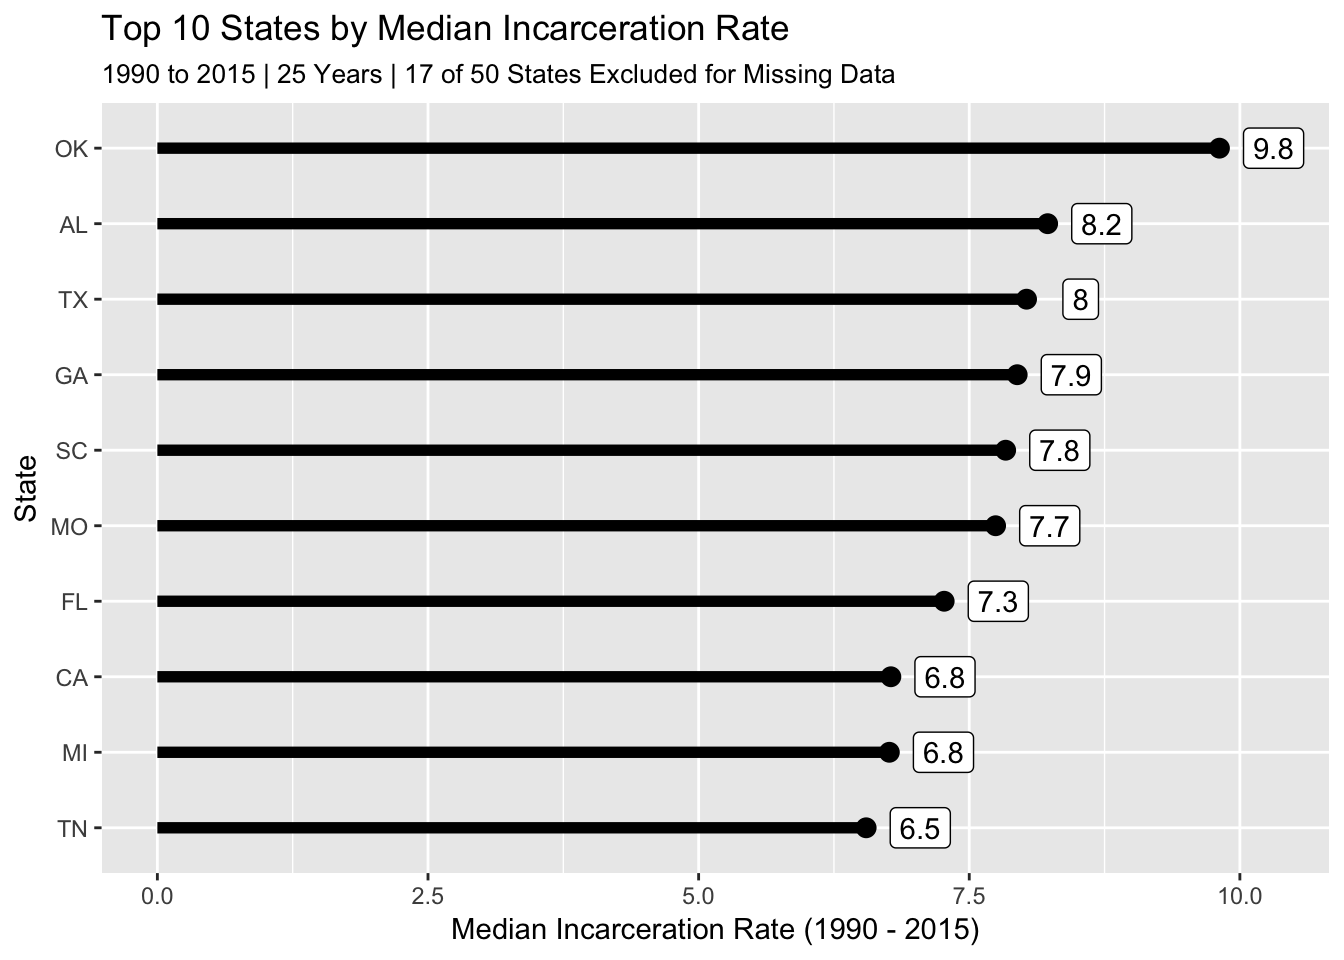 Top 10 States by Median Incarceration Rate
1990 to 2015 | 25 Years | 17 of 50 States Excluded for Missing Data
State
OK 9.8
AL 8.2
TX 8
GA 7.9
SC 7.8
MO 7.7
FL 7.3
CA 6.8
MI 6.8
TN 6.5
0.0 2.5 5.0 7.5 10.0
Median Incarceration Rate (1990 - 2015)